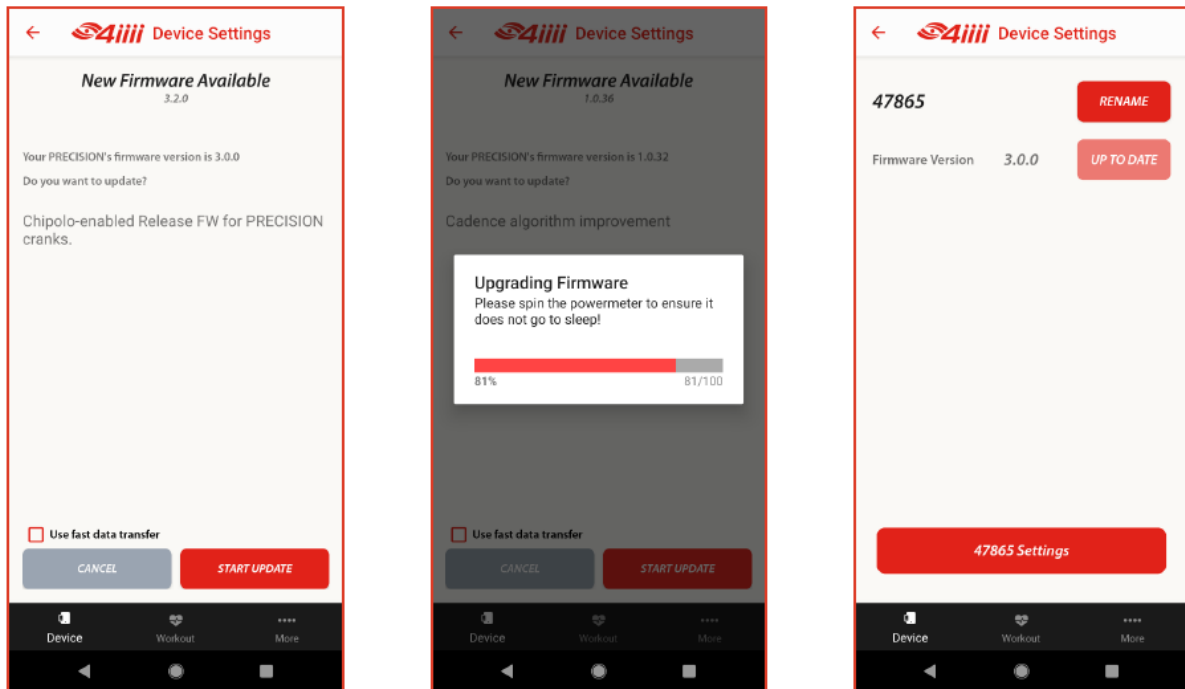 4iiii Device Settings
New Firmware Available
3.2.0
Your PRECISION's firmware version is 3.0.0
Do you want to update?
Chipolo-enabled Release FW for PRECISION
cranks.
Use fast data transfer
CANCEL START UPDATE
Device Workout More
4iiii Device Settings
New Firmware Available
1.0.36
Your PRECISION's firmware version is 1.0.32
Do you want to update?
Cadence algorithm improvement
Upgrading Firmware
Please spin the powermeter to ensure it
does not go to sleep!
81% 81/100
Use fast data transfer
CANCEL START UPDATE
Device Workout More
4iiii Device Settings
47865 RENAME
Firmware Version 3.0.0 UP TO DATE
47865 Settings
Device Workout More